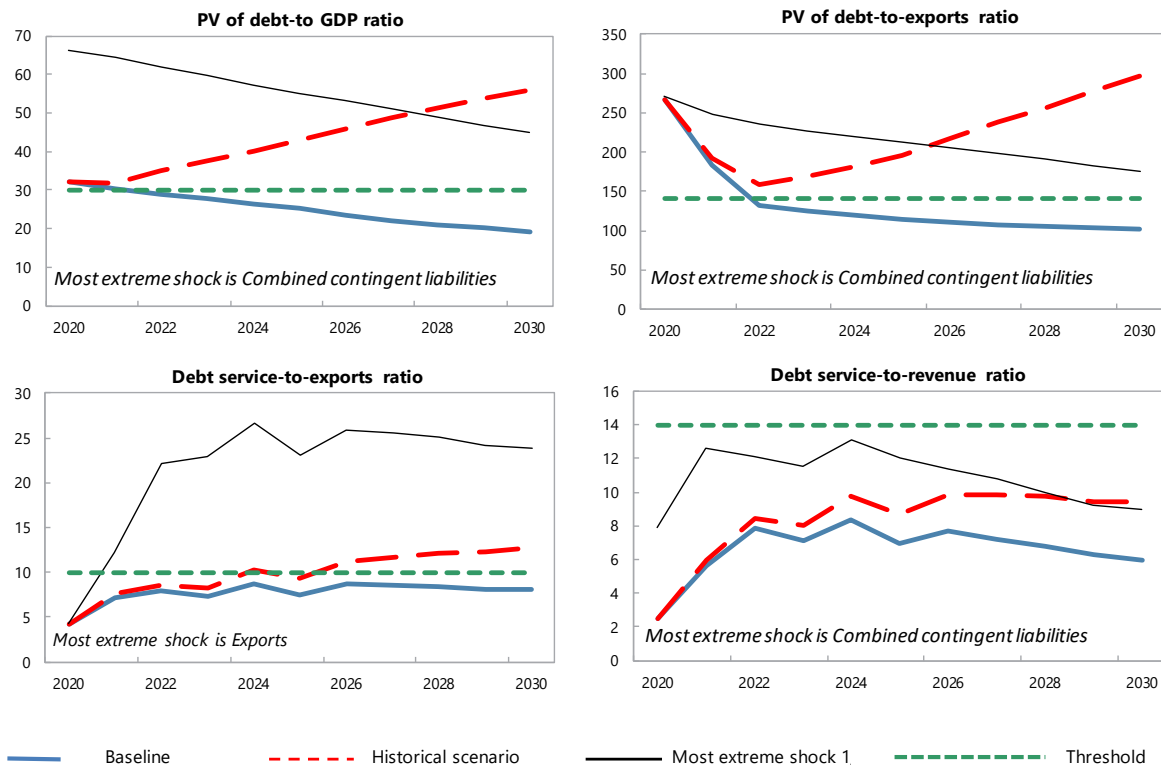 PV of debt-to GDP ratio
70
60
50
40
30
20
10
0
Most extreme shock is Combined contingent liabilities
2020 2022 2024 2026 2028 2030
PV of debt-to-exports ratio
350
300
250
200
150
100
50
0
Most extreme shock is Combined contingent liabilities
2020 2022 2024 2026 2028 2030
Debt service-to-exports ratio
30
25
20
15
10
5
0
Most extreme shock is Exports
2020 2022 2024 2026 2028 2030
Debt service-to-revenue ratio
16
14
12
10
8
6
4
2
0
Most extreme shock is Combined contingent liabilities
2020 2022 2024 2026 2028 2030
Baseline Historical scenario Most extreme shock 1 Threshold